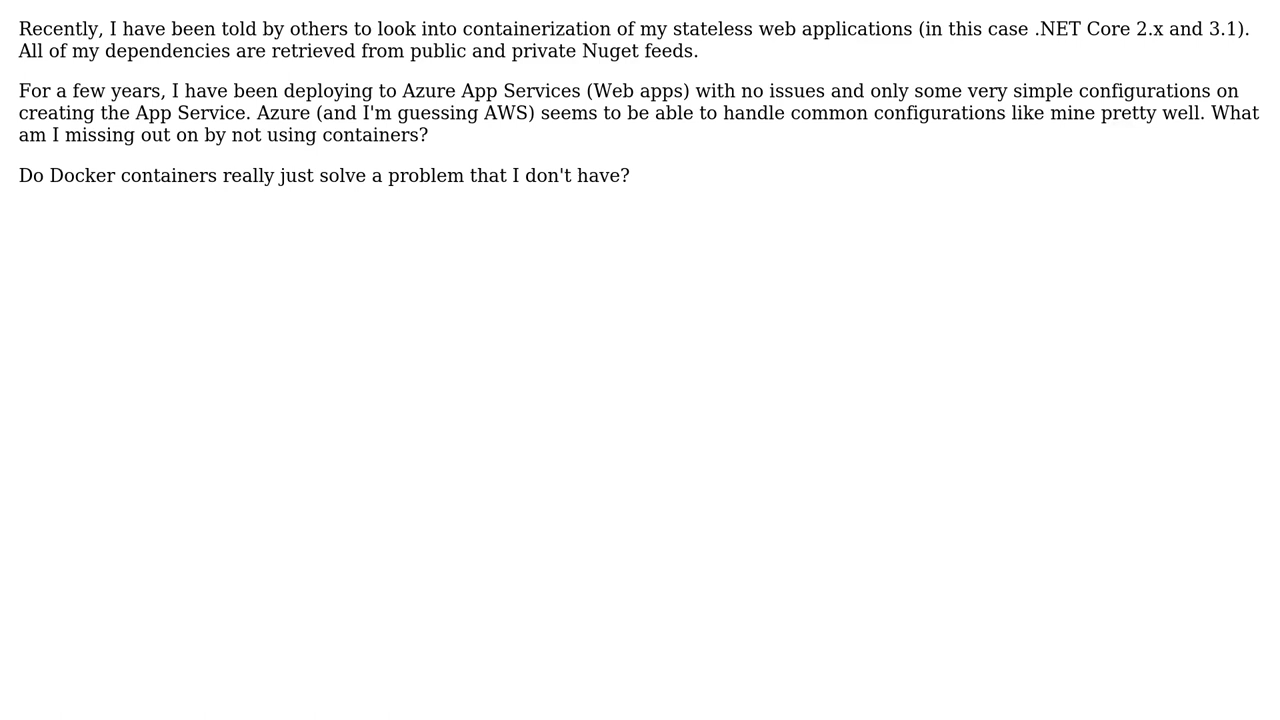 Recently, I have been told by others to look into containerization of my stateless web applications (in this case .NET Core 2.x and 3.1).
All of my dependencies are retrieved from public and private Nuget feeds.
For a few years, I have been deploying to Azure App Services (Web apps) with no issues and only some very simple configurations on
creating the App Service. Azure (and I'm guessing AWS) seems to be able to handle common configurations like mine pretty well. What
am I missing out on by not using containers?
Do Docker containers really just solve a problem that I don't have?